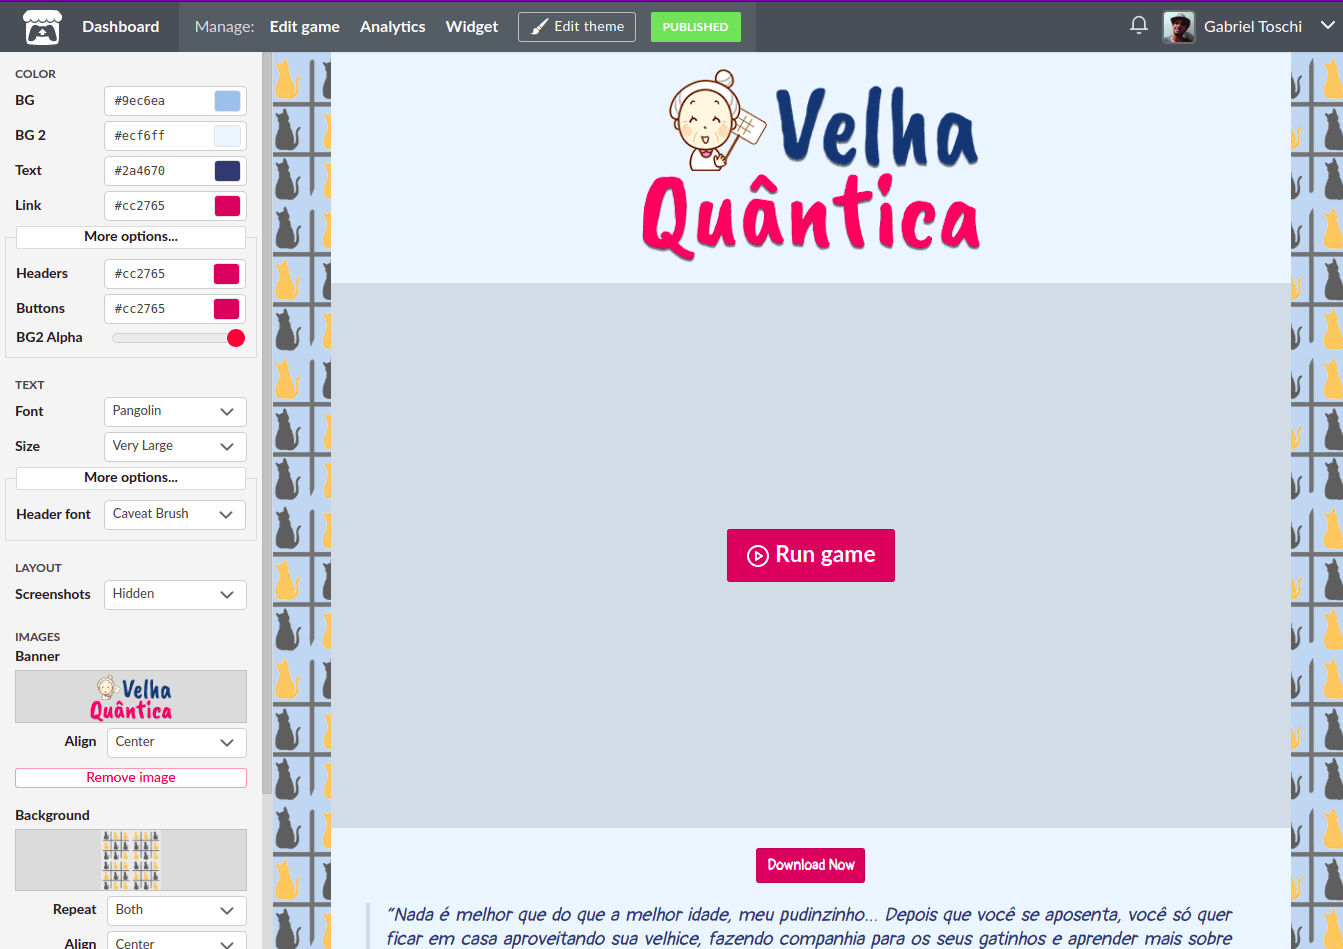 Dashboard Manage: Edit game Analytics Widget Edit theme PUBLISHED Gabriel Toschi
COLOR
BG #9ec6ea
BG 2 #ecf6ff
Text #2a4670
Link #cc2765
More options...
Headers #cc2765
Buttons #cc2765
BG2 Alpha
TEXT
Font Pangolin
Size Very Large
More options...
Header font Caveat Brush
LAYOUT
Screenshots Hidden
IMAGES
Banner
Velha
Quântica
Align Center
Remove image
Background
Repeat Both
Align Center
Velha
Quântica
Run game
Download Now
“Nada é melhor que do que a melhor idade, meu pudinzinho... Depois que você se aposenta, você só quer
ficar em casa aproveitando sua velhice, fazendo companhia para os seus gatinhos e aprender mais sobre